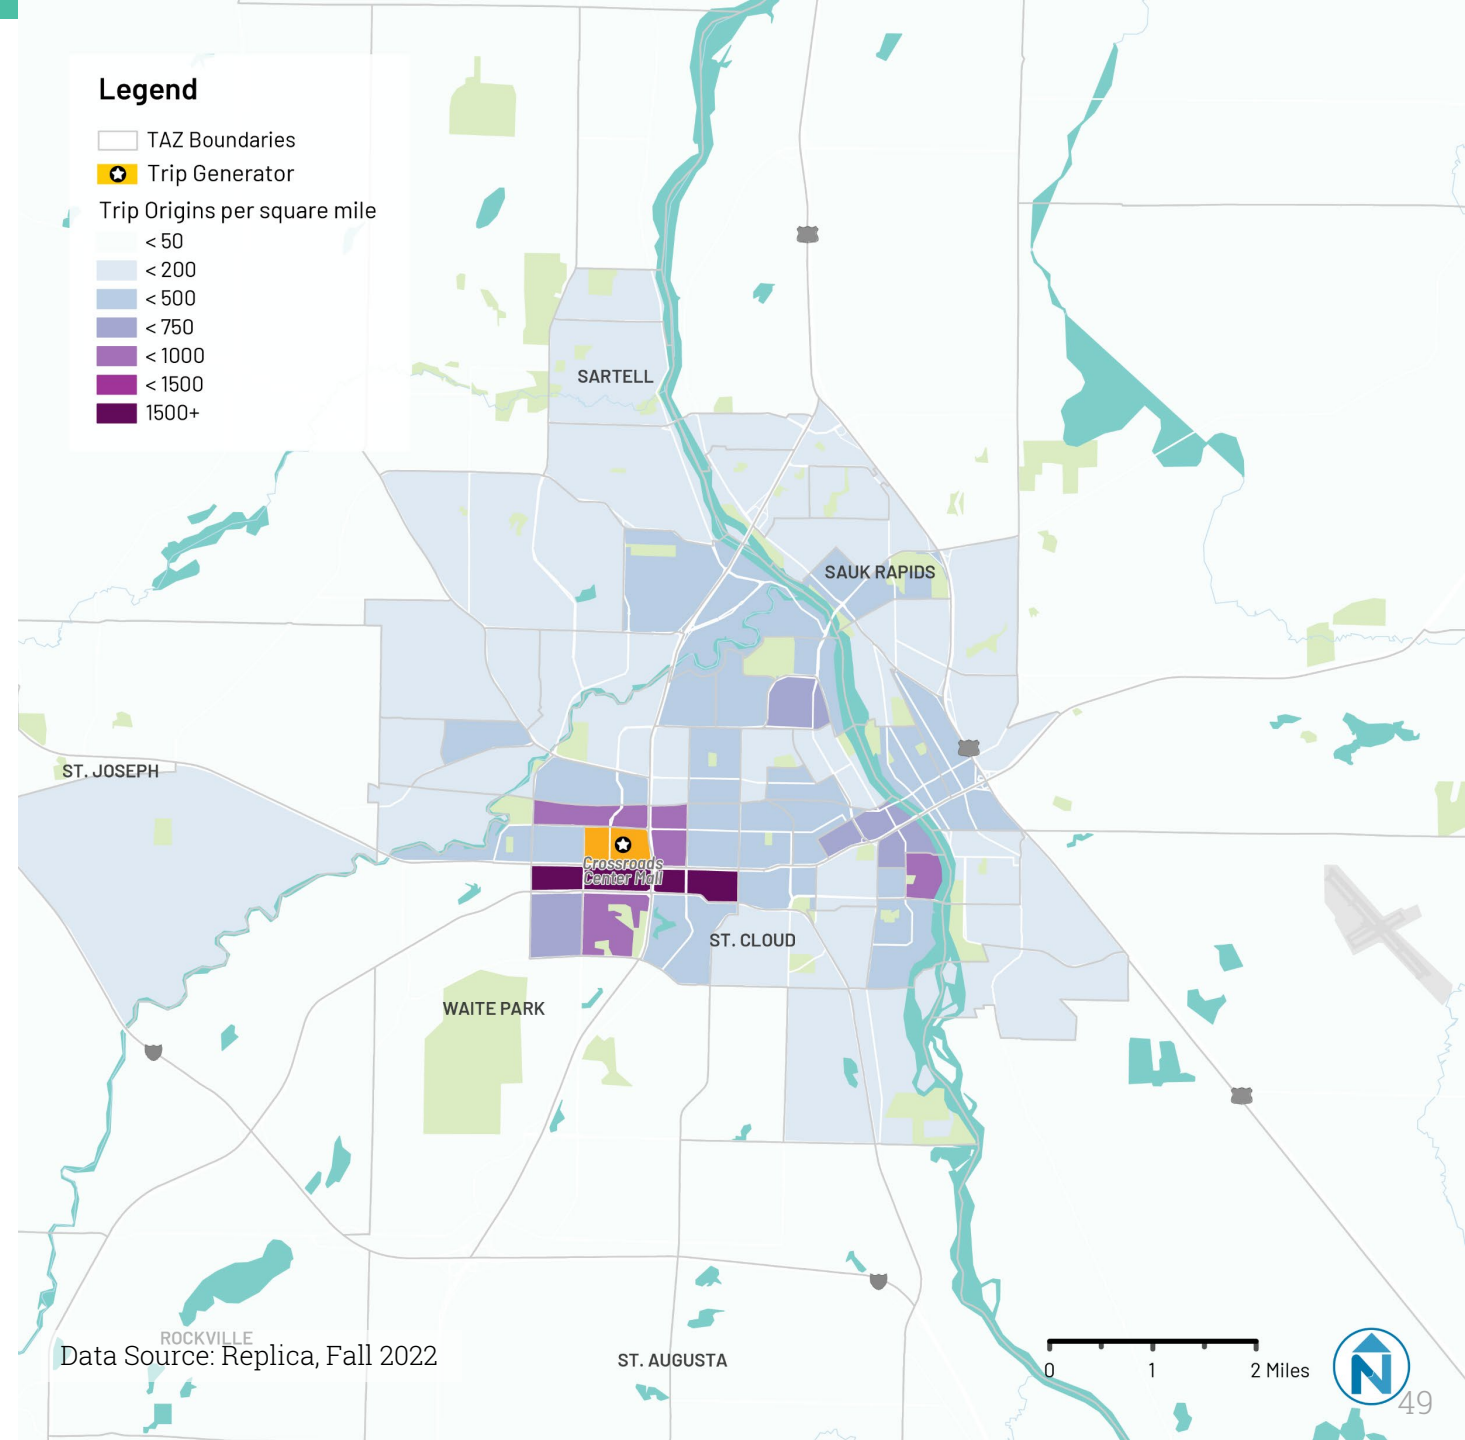 Legend
TAZ Boundaries
Trip Generator
Trip Origins per square mile
< 50
< 200
< 500
< 750
< 1000
< 1500
1500+
SARTELL
SAUK RAPIDS
ST. JOSEPH
Crossroads
Center Mall
ST. CLOUD
WAITE PARK
ROCKVILLE
Data Source: Replica, Fall 2022
ST. AUGUSTA
0 1 2 Miles
N
49